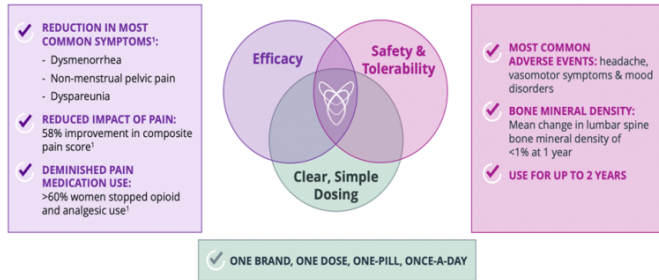 REDUCTION IN MOST
COMMON SYMPTOMS¹:
- Dysmenorrhea
- Non-menstrual pelvic pain
- Dyspareunia
REDUCED IMPACT OF PAIN:
58% improvement in composite
pain score¹
DEMINISHED PAIN
MEDICATION USE:
>60% women stopped opioid
and analgesic use¹
Efficacy
Safety &
Tolerability
Clear, Simple
Dosing
MOST COMMON
ADVERSE EVENTS: headache,
vasomotor symptoms & mood
disorders
BONE MINERAL DENSITY:
Mean change in lumbar spine
bone mineral density of
<1% at 1 year
USE FOR UP TO 2 YEARS
ONE BRAND, ONE DOSE, ONE-PILL, ONCE-A-DAY